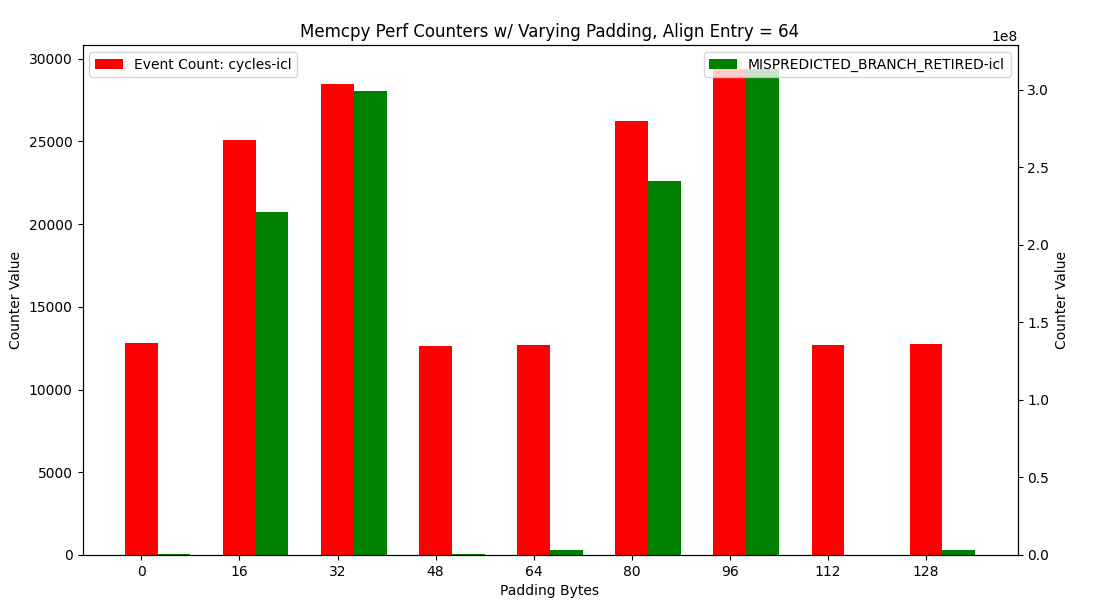 Memcpy Perf Counters w/ Varying Padding, Align Entry = 64
1e8
Event Count: cycles-icl
MISPREDICTED_BRANCH_RETIRED-icl
30000
25000
20000
15000
10000
5000
0
Counter Value
3.0
2.5
2.0
1.5
1.0
0.5
0.0
Counter Value
0 16 32 48 64 80 96 112 128
Padding Bytes